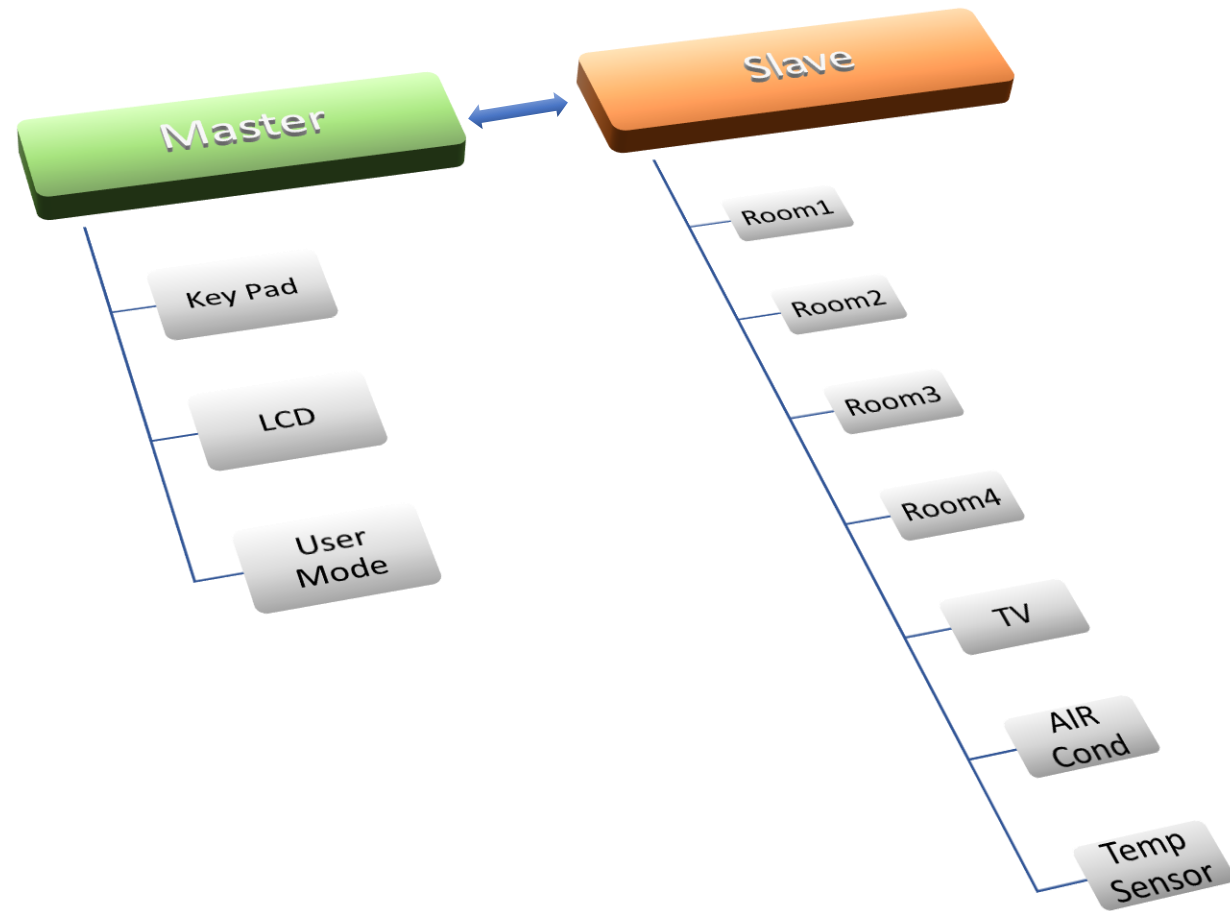 Master
Key Pad
LCD
User
Mode
Slave
Room1
Room2
Room3
Room4
TV
AIR
Cond
Temp
Sensor